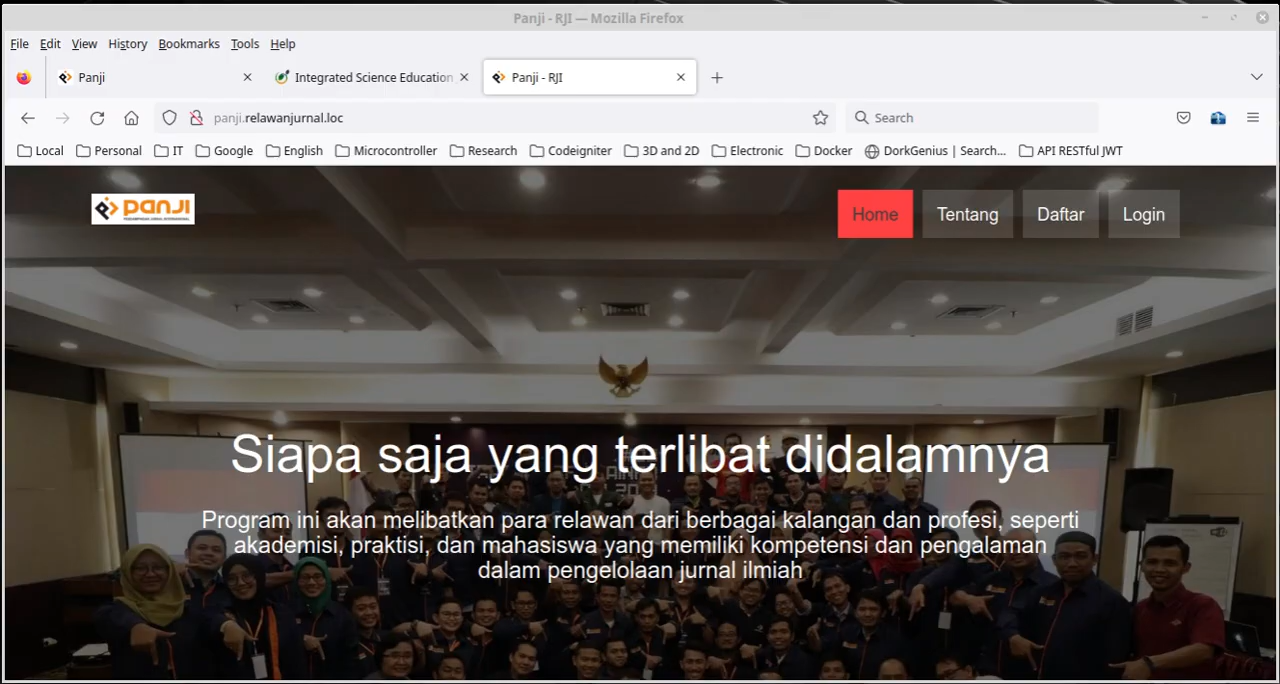 Panji - RJI — Mozilla Firefox
File Edit View History Bookmarks Tools Help
Panji
Integrated Science Education
Panji - RJI
panji.relawanjurnal.loc
Search
Local Personal IT Google English Microcontroller Research Codeigniter 3D and 2D Electronic Docker DorkGenius | Search... API RESTful JWT
panji
Home Tentang Daftar Login
Siapa saja yang terlibat didalamnya
Program ini akan melibatkan para relawan dari berbagai kalangan dan profesi, seperti
akademisi, praktisi, dan mahasiswa yang memiliki kompetensi dan pengalaman
dalam pengelolaan jurnal ilmiah